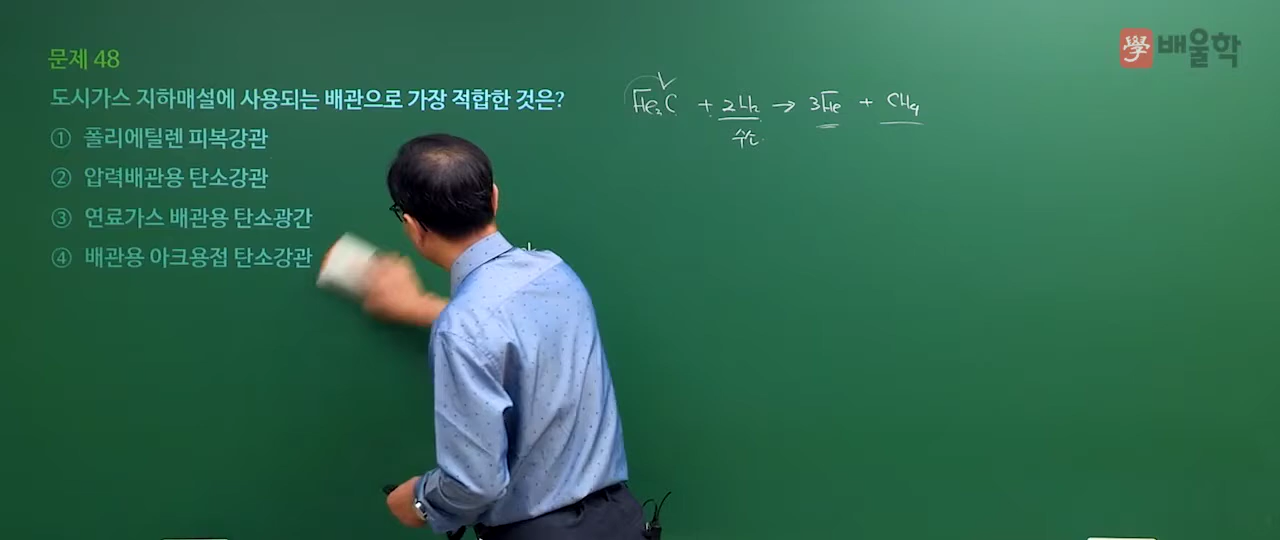 문제 48
도시가스 지하매설에 사용되는 배관으로 가장 적합한 것은?
① 폴리에틸렌 피복강관
② 압력배관용 탄소강관
③ 연료가스 배관용 탄소광간
④ 배관용 아크용접 탄소강관
Fe₃C + 2H₂ → 3Fe + CH₄
수소
學 배울학